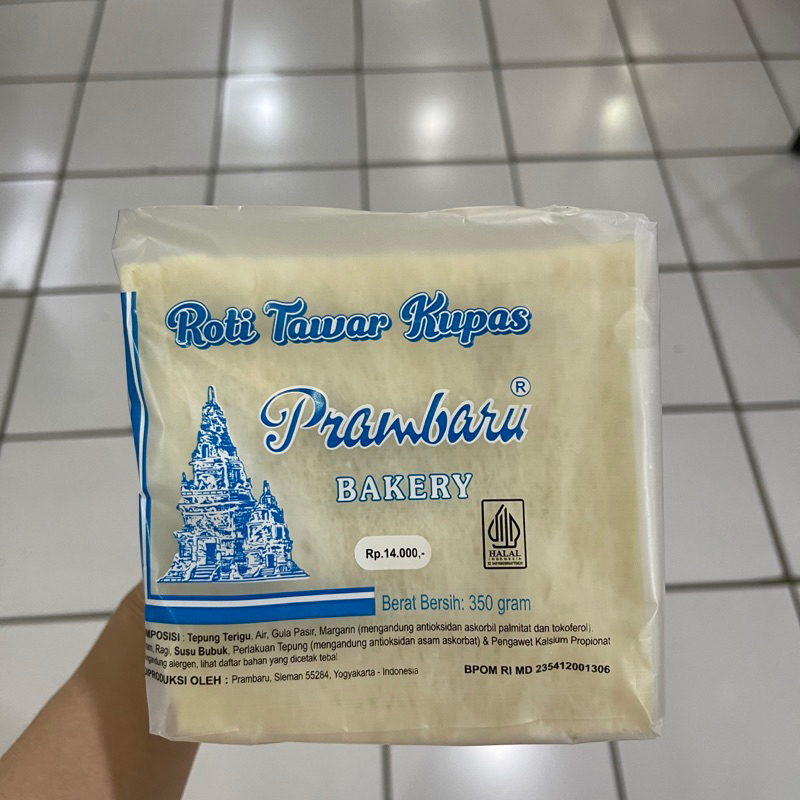 Roti Tawar Kupas
Prambaru®
BAKERY
Rp.14.000,-
HALAL
INDONESIA
Berat Bersih: 350 gram
MPOSISI : Tepung Terigu, Air, Gula Pasir, Margarin (mengandung antioksidan askorbil palmitat dan tokoferol).
Ragi, Susu Bubuk, Perlakuan Tepung (mengandung antioksidan asam askorbat) & Pengawet Kalsium Propionat
ngandung alergen, lihat daftar bahan yang dicetak tebal
PRODUKSI OLEH : Prambaru, Sleman 55284, Yogyakarta - Indonesia
BPOM RI MD 235412001306